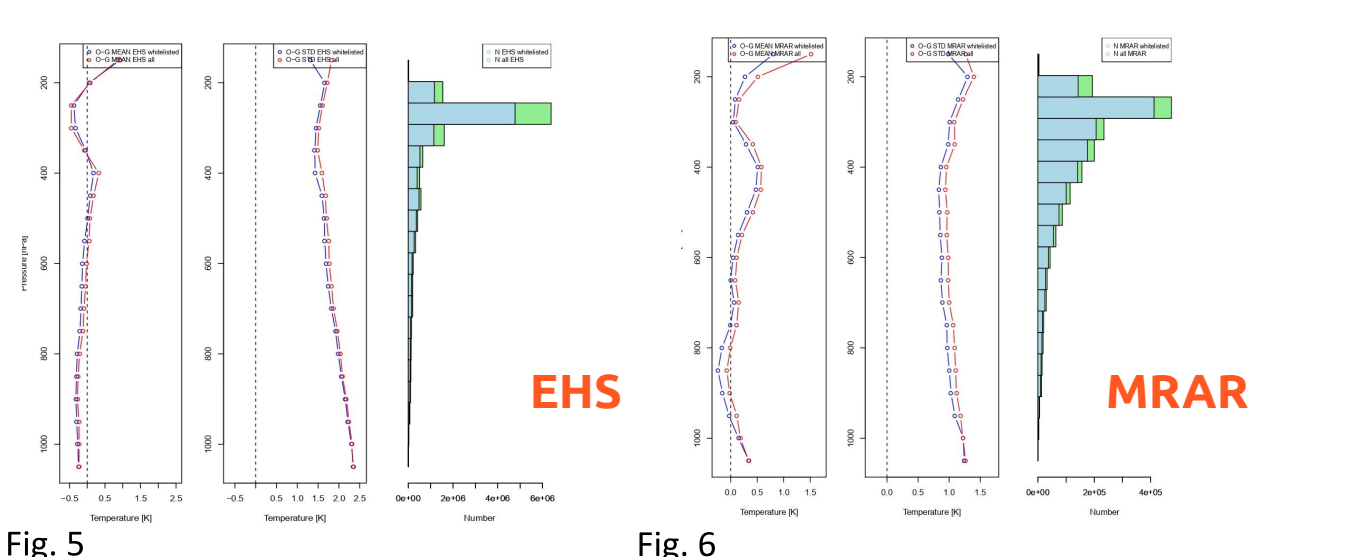 O−G MEAN EHS whitelisted
O−G MEAN EHS all
O−G STD EHS whitelisted
O−G STD EHS all
N EHS whitelisted
N all EHS
200
400
600
800
1000
Pressure [hPa]
−0.5 0.5 1.5 2.5
Temperature [K]
200
400
600
800
1000
−0.5 0.5 1.0 1.5 2.0 2.5
Temperature [K]
0e+00 2e+06 4e+06 6e+06
Number
EHS
Fig. 5
O−G MEAN MRAR whitelisted
O−G MEAN MRAR all
O−G STD MRAR whitelisted
O−G STD MRAR all
N MRAR whitelisted
N all MRAR
200
400
600
800
1000
0.0 0.5 1.0 1.5
Temperature [K]
200
400
600
800
1000
0.0 0.5 1.0 1.5
Temperature [K]
0e+00 2e+05 4e+05
Number
MRAR
Fig. 6